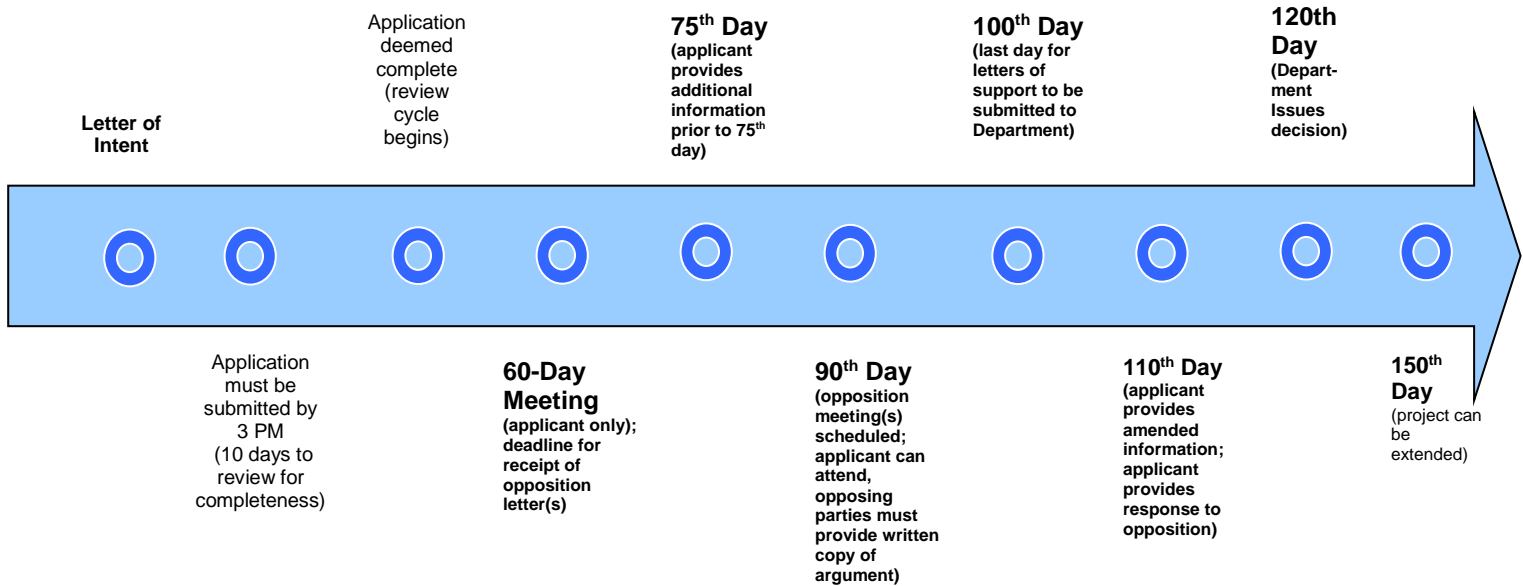 Letter of
Intent
Application
must be
submitted by
3 PM
(10 days to
review for
completeness)
Application
deemed
complete
(review
cycle
begins)
60-Day
Meeting
(applicant only);
deadline for
receipt of
opposition
letter(s)
75th Day
(applicant
provides
additional
information
prior to 75th
day)
90th Day
(opposition
meeting(s)
scheduled;
applicant can
attend,
opposing
parties must
provide written
copy of
argument)
100th Day
(last day for
letters of
support to be
submitted to
Department)
110th Day
(applicant
provides
amended
information;
applicant
provides
response to
opposition)
120th
Day
(Depart-
ment
Issues
decision)
150th
Day
(project can
be
extended)